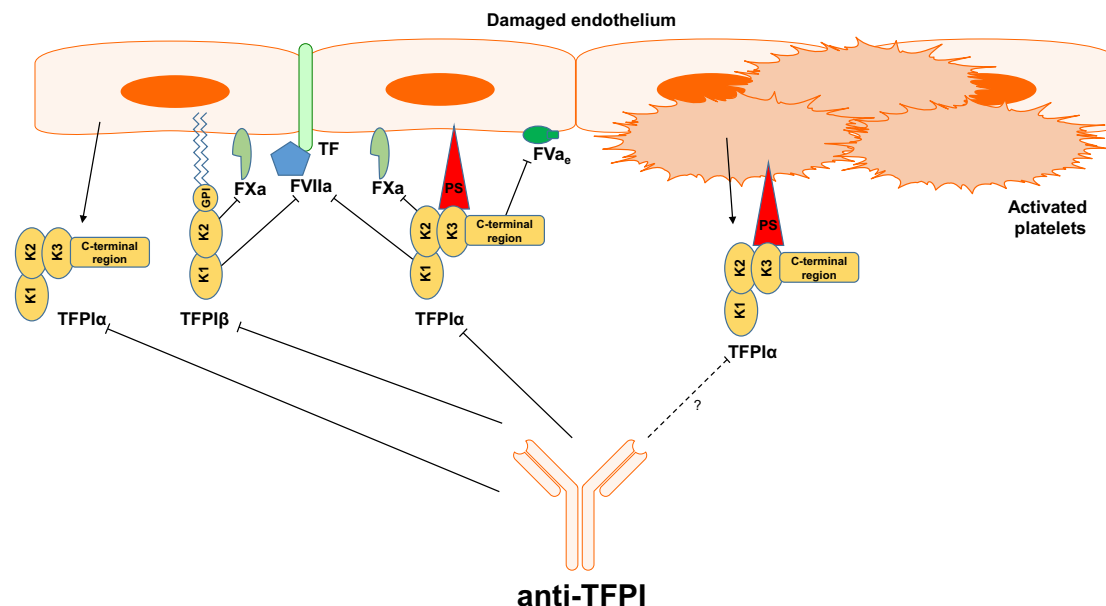 Damaged endothelium
TF
FXa
FVIIa
FXa
FVae
PS
GPI
K2
K1
K2
K3
C-terminal
region
K1
K2
K3
C-terminal
region
K1
PS
K2
K3
C-terminal
region
K1
Activated
platelets
TFPIα
TFPIβ
TFPIα
TFPIα
?
anti-TFPI